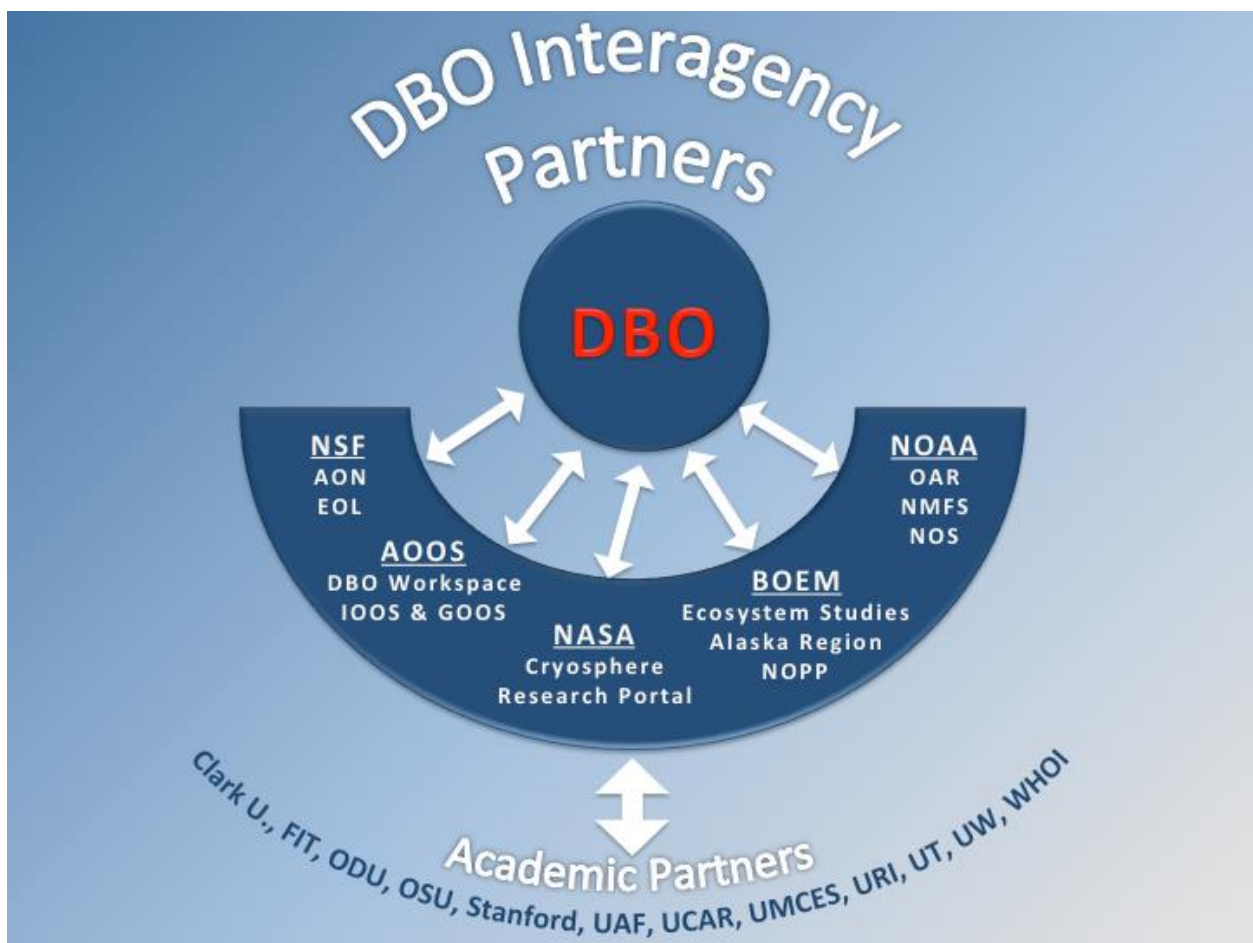 DBO Interagency
Partners
DBO
NSF
AON
EOL
AOOS
DBO Workspace
IOOS & GOOS
NASA
Cryosphere
Research Portal
BOEM
Ecosystem Studies
Alaska Region
NOPP
NOAA
OAR
NMFS
NOS
Academic Partners
Clark U., FIT, ODU, OSU, Stanford, UAF, UCAR, UMCES, URI, UT, UW, WHOI